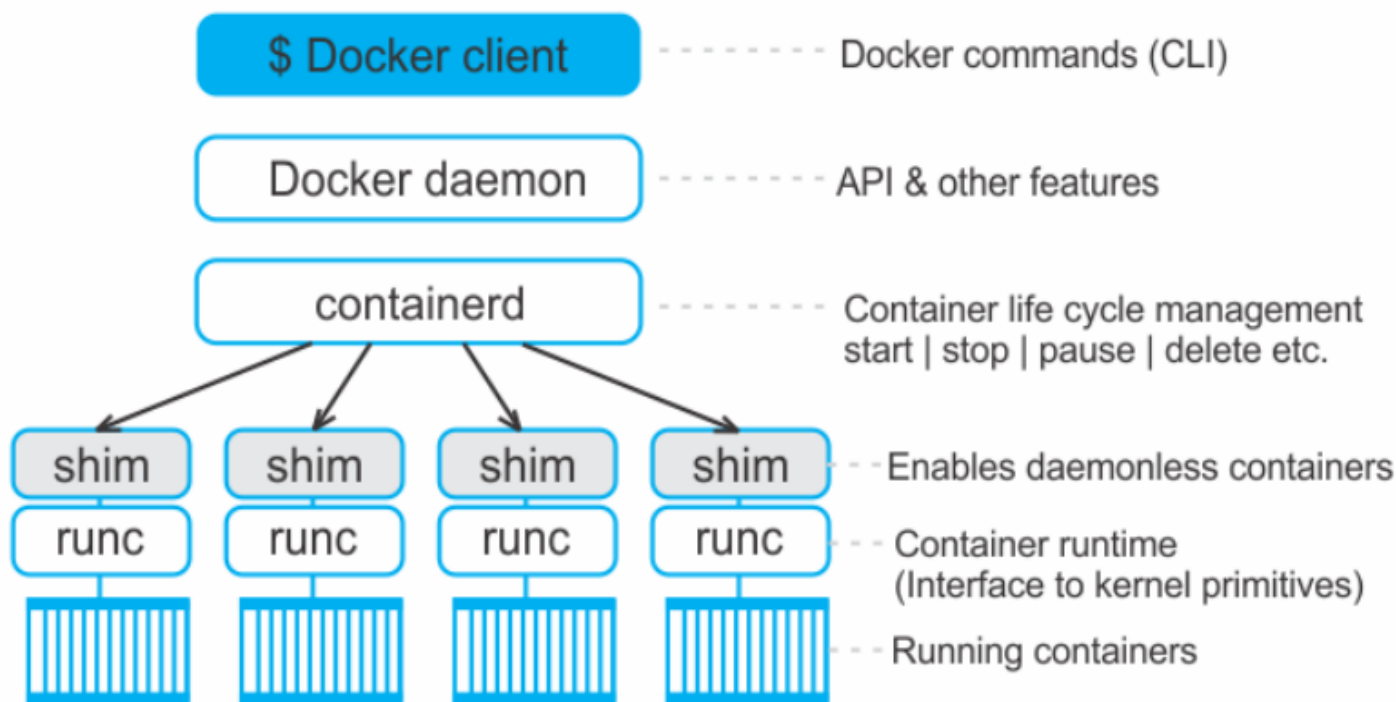 $ Docker client
Docker commands (CLI)
Docker daemon
API & other features
containerd
Container life cycle management
start | stop | pause | delete etc.
shim shim shim shim
Enables daemonless containers
runc runc runc runc
Container runtime
(Interface to kernel primitives)
Running containers